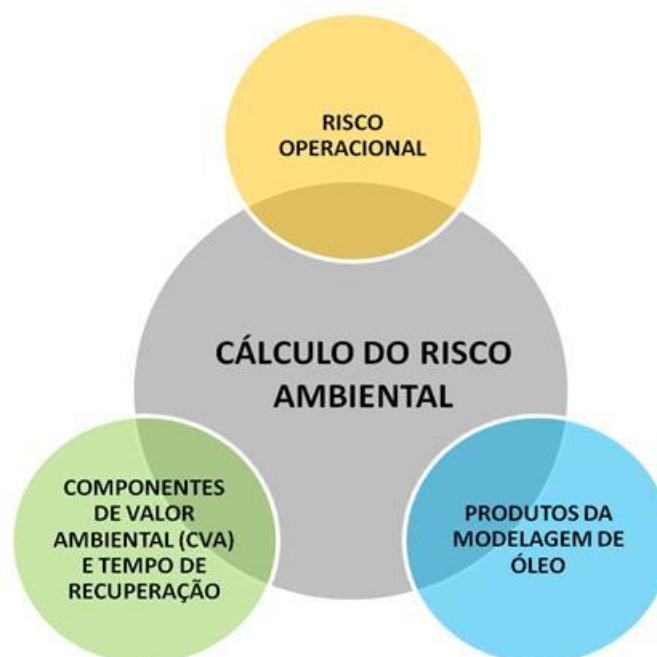 RISCO
OPERACIONAL
CÁLCULO DO RISCO
AMBIENTAL
COMPONENTES
DE VALOR
AMBIENTAL (CVA)
E TEMPO DE
RECUPERAÇÃO
PRODUTOS DA
MODELAGEM DE
ÓLEO